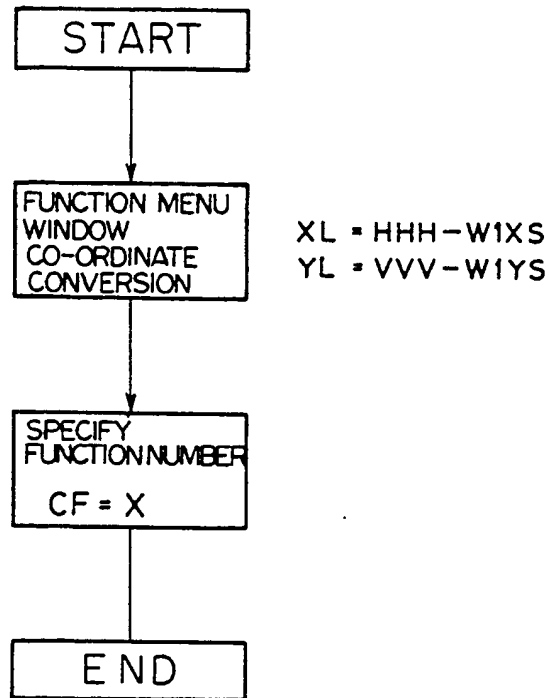 START
FUNCTION MENU
WINDOW
CO-ORDINATE
CONVERSION
XL = HHH-W1XS
YL = VVV-W1YS
SPECIFY
FUNCTION NUMBER
CF = X
END